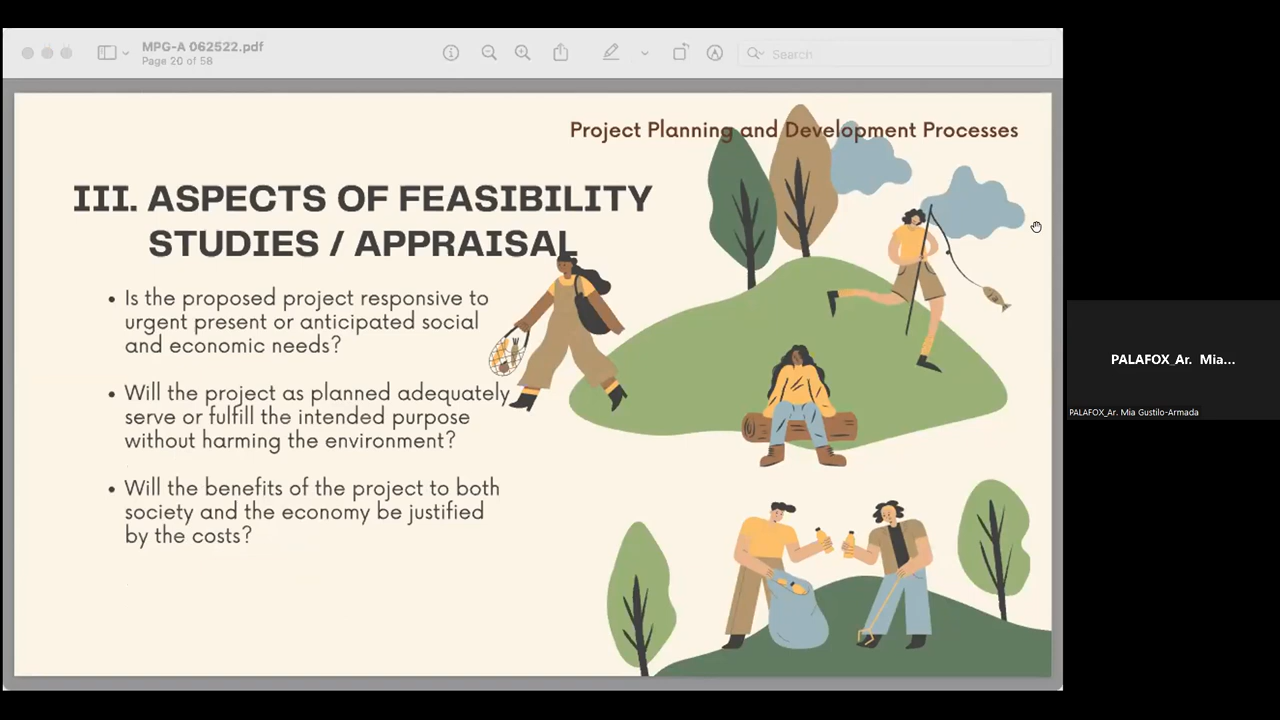 MPG-A 062522.pdf
Page 20 of 58
Search
Project Planning and Development Processes
III. ASPECTS OF FEASIBILITY
STUDIES / APPRAISAL
• Is the proposed project responsive to
urgent present or anticipated social
and economic needs?
• Will the project as planned adequately
serve or fulfill the intended purpose
without harming the environment?
• Will the benefits of the project to both
society and the economy be justified
by the costs?
PALAFOX_Ar. Mia...
PALAFOX_Ar. Mia Gustilo-Armada